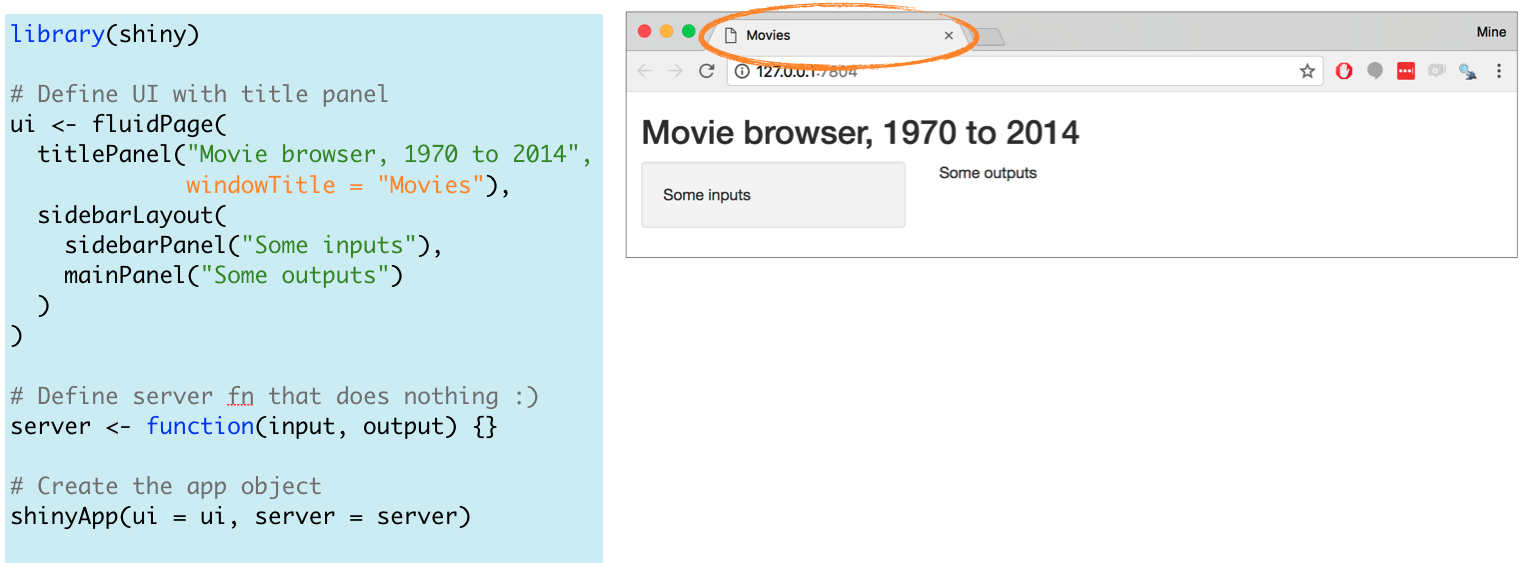 library(shiny)
# Define UI with title panel
ui <- fluidPage(
  titlePanel("Movie browser, 1970 to 2014",
             windowTitle = "Movies"),
  sidebarLayout(
    sidebarPanel("Some inputs"),
    mainPanel("Some outputs")
  )
)
# Define server fn that does nothing :)
server <- function(input, output) {}
# Create the app object
shinyApp(ui = ui, server = server)
Movies
Mine
127.0.0.1:7804
Movie browser, 1970 to 2014
Some inputs
Some outputs